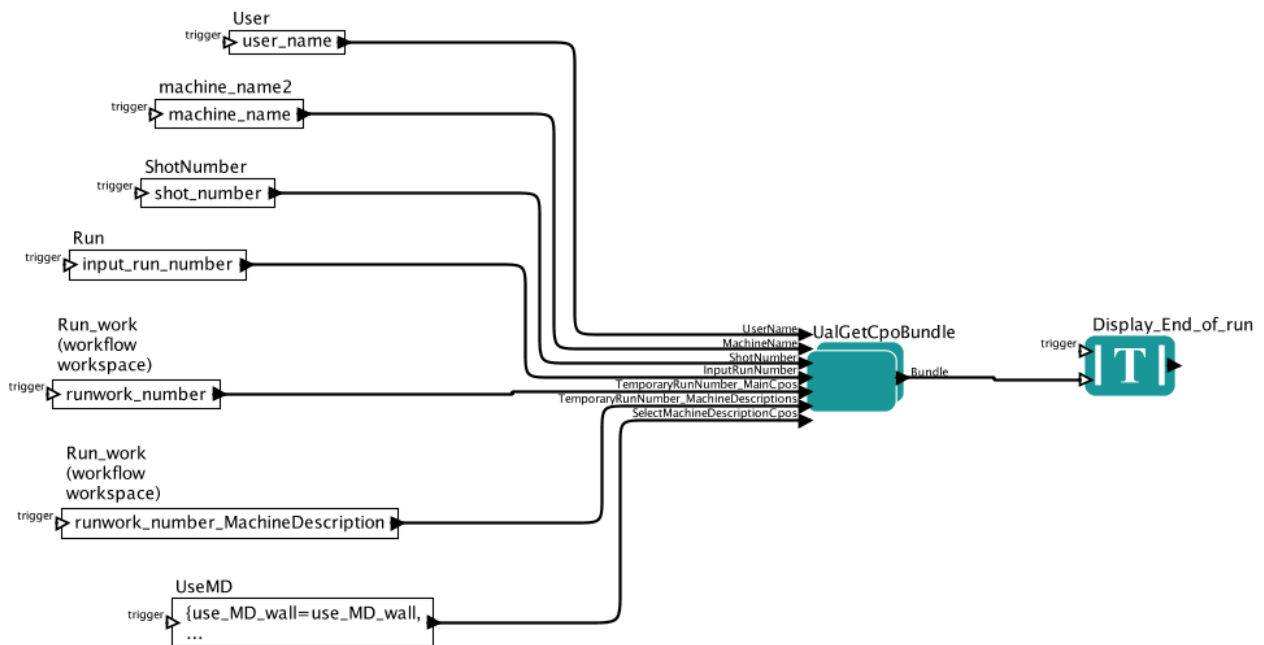 User
trigger
user_name
machine_name2
trigger
machine_name
ShotNumber
trigger
shot_number
Run
trigger
input_run_number
Run_work
(workflow
workspace)
trigger
runwork_number
Run_work
(workflow
workspace)
trigger
runwork_number_MachineDescription
UseMD
trigger
{use_MD_wall=use_MD_wall,
...
UalGetCpoBundle
UserName
MachineName
ShotNumber
InputRunNumber
TemporaryRunNumber_MainCpos
TemporaryRunNumber_MachineDescriptions
SelectMachineDescriptionCpos
Bundle
Display_End_of_run
trigger
T